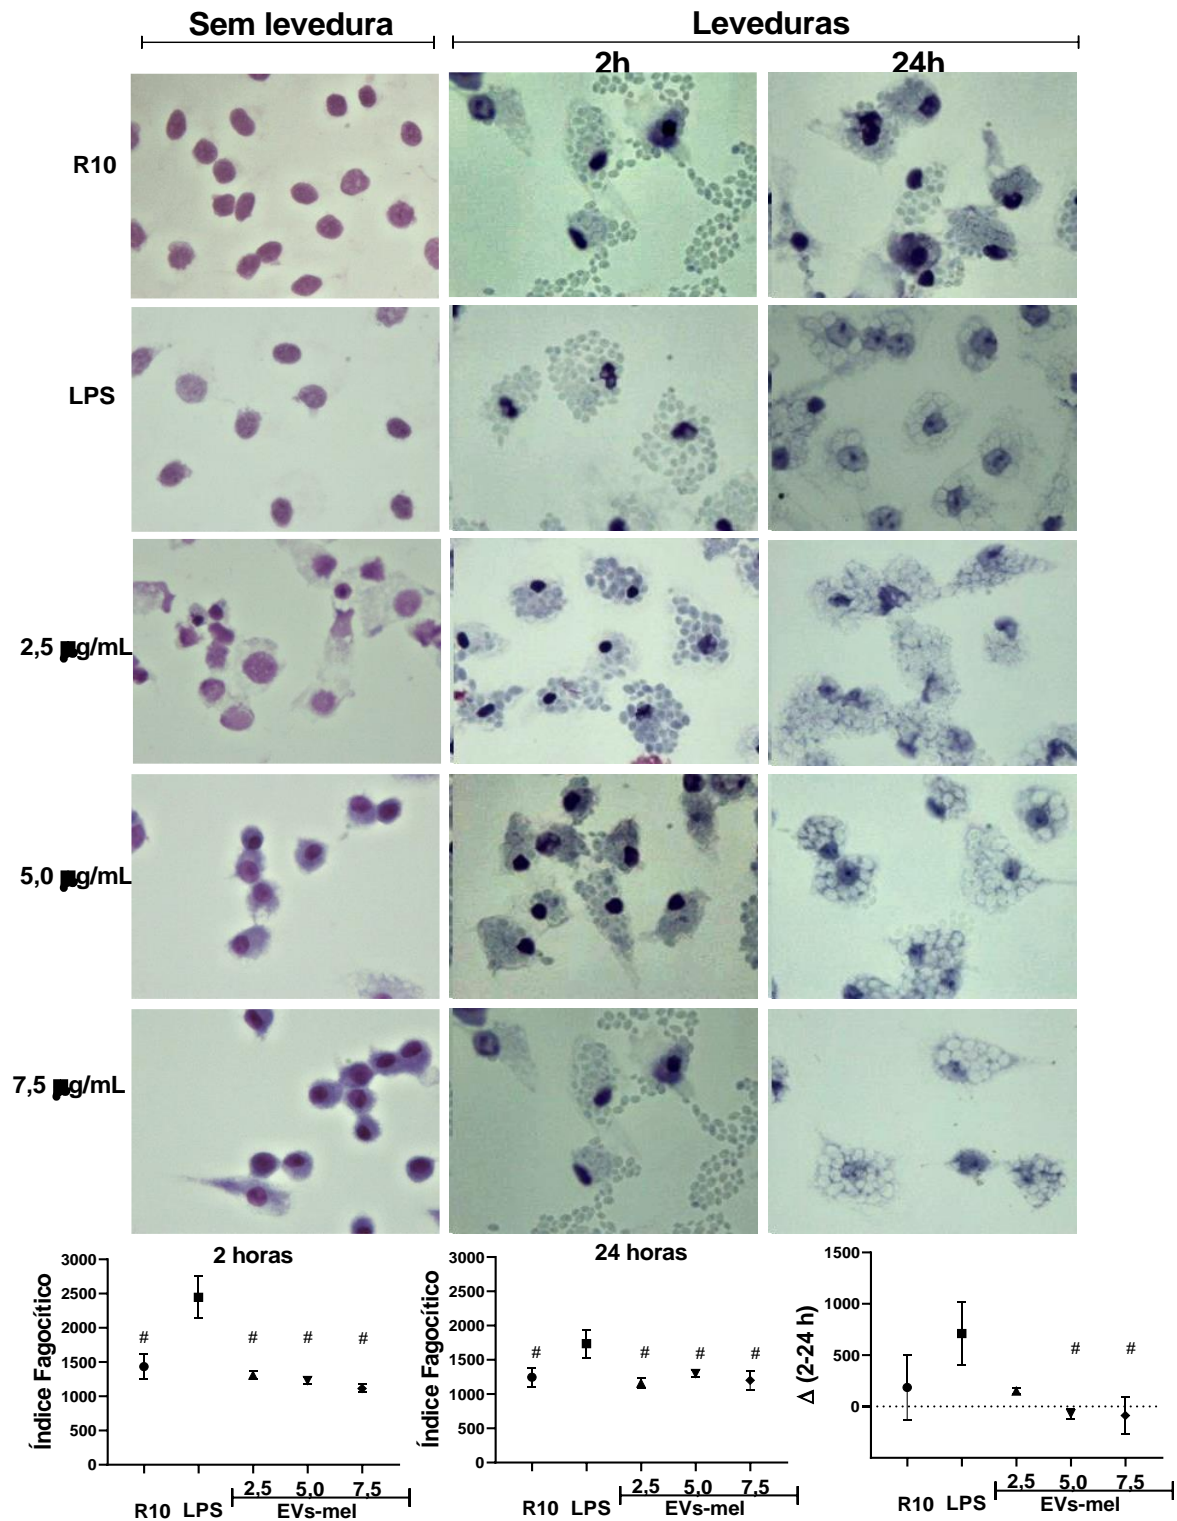 Sem levedura
Leveduras
2h
24h
R10
LPS
2,5 µg/mL
5,0 µg/mL
7,5 µg/mL
2 horas
Índice Fagocítico
3000
2500
2000
1500
1000
500
0
#
#
#
#
R10
LPS
2,5
5,0
7,5
EVs-mel
24 horas
Índice Fagocítico
3000
2500
2000
1500
1000
500
0
#
#
#
#
R10
LPS
2,5
5,0
7,5
EVs-mel
Δ (2-24 h)
1500
1000
500
0
#
#
R10
LPS
2,5
5,0
7,5
EVs-mel